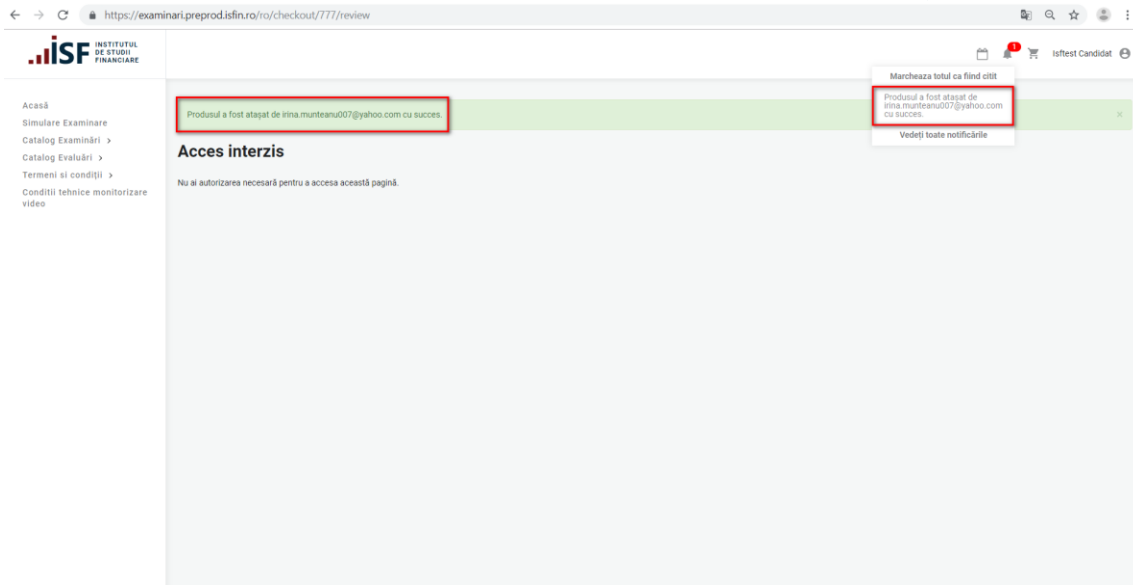 https://examinari.preprod.isfin.ro/ro/checkout/777/review
ISF INSTITUTUL
DE STUDII
FINANCIARE
1
Isftest Candidat
Marcheaza totul ca fiind citit
Produsul a fost atașat de
irina.munteanu007@yahoo.com
cu succes.
Vedeți toate notificările
Acasă
Simulare Examinare
Catalog Examinări >
Catalog Evaluări >
Termeni si condiții >
Conditii tehnice monitorizare
video
Produsul a fost atașat de irina.munteanu007@yahoo.com cu succes.
×
Acces interzis
Nu ai autorizarea necesară pentru a accesa această pagină.